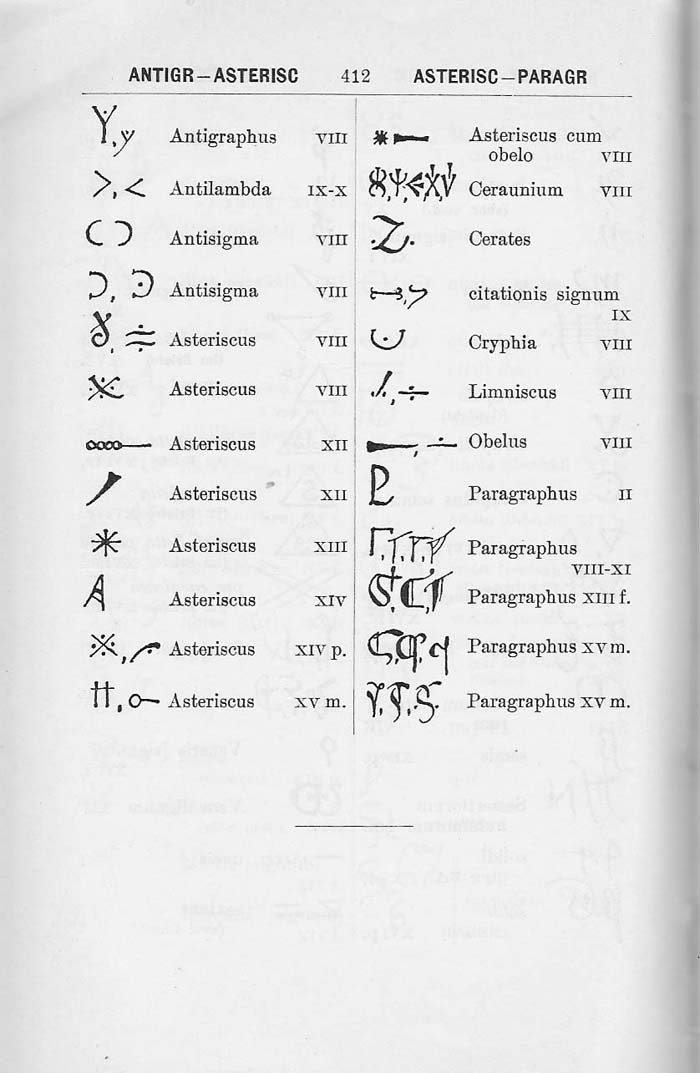 ANTIGR—ASTERISC 412 ASTERISC—PARAGR
Antigraphus VIII
Antilambda IX-X
Antisigma VIII
Antisigma VIII
Asteriscus VIII
Asteriscus VIII
Asteriscus XII
Asteriscus XII
Asteriscus XIII
Asteriscus XIV
Asteriscus XIV p.
Asteriscus XV m.
Asteriscus cum
obelo VIII
Ceraunium VIII
Cerates
citationis signum
IX
Cryphia VIII
Limniscus VIII
Obelus VIII
Paragraphus II
Paragraphus
VIII-XI
Paragraphus XIII f.
Paragraphus XV m.
Paragraphus XV m.